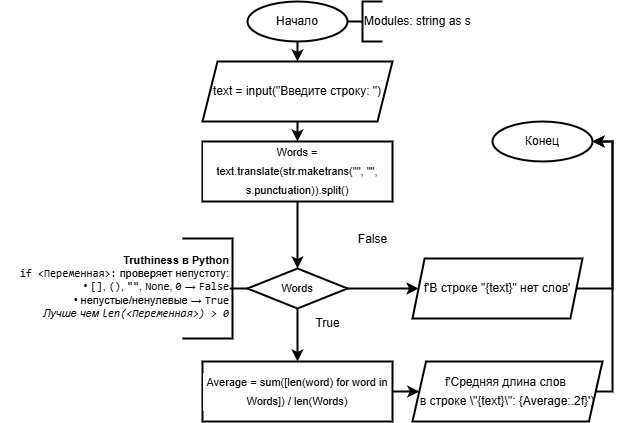 Начало
Modules: string as s
text = input("Введите строку: ")
Words =
text.translate(str.maketrans("", "",
s.punctuation)).split()
Конец
False
Truthiness в Python
if <Переменная>: проверяет непустоту:
• [], (), "", None, 0 → False
• непустые/ненулевые → True
Лучше чем Len(<Переменная>) > 0
Words
f'В строке "{text}" нет слов'
True
Average = sum([len(word) for word in
Words]) / len(Words)
f'Средняя длина слов
в строке \"{text}\": {Average:.2f}')